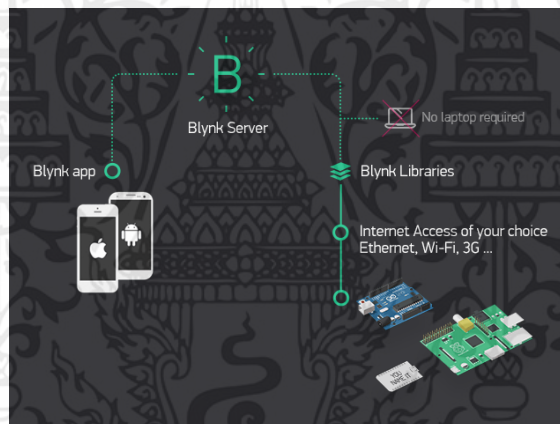 B
Blynk Server
No laptop required
Blynk app
Blynk Libraries
Internet Access of your choice
Ethernet, Wi-Fi, 3G ...
YOU
NAME IT